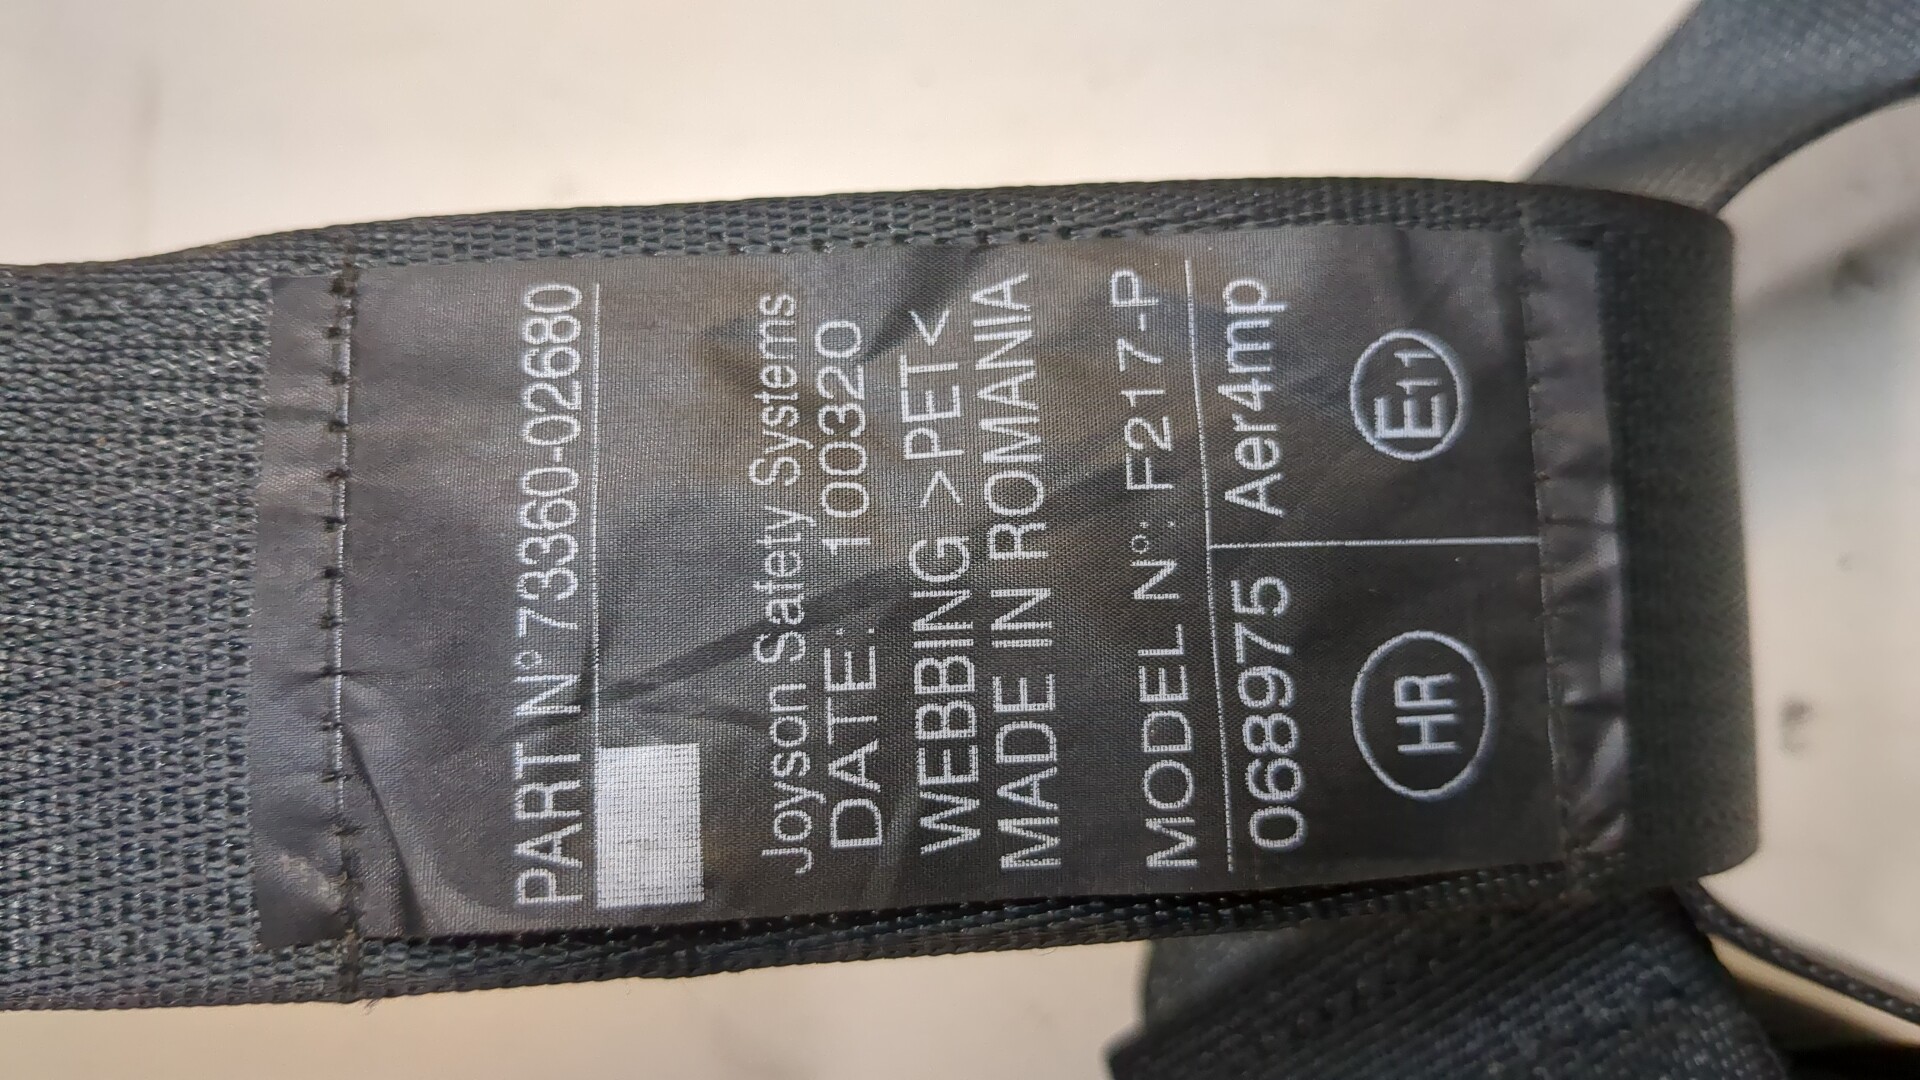 PART N° 73360-02680
Joyson Safety Systems
DATE: 100320
WEBBING >PET<
MADE IN ROMANIA
MODEL N°: F217-P
068975 Aer4mp
HR E11